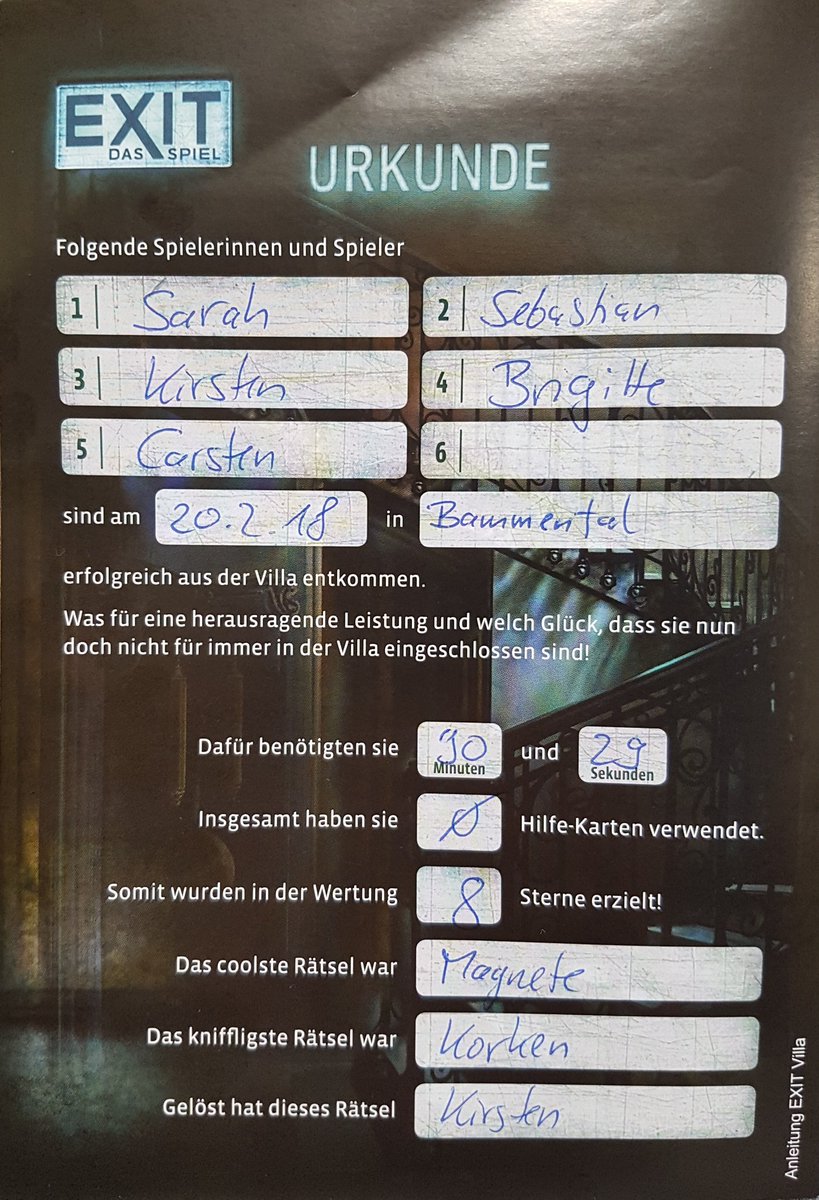 EXIT
DAS SPIEL
URKUNDE
Folgende Spielerinnen und Spieler
1 Sarah 2 Sebastian
3 Kirsten 4 Brigitte
5 Carsten 6
sind am 20.2.18 in Bammental
erfolgreich aus der Villa entkommen.
Was für eine herausragende Leistung und welch Glück, dass sie nun
doch nicht für immer in der Villa eingeschlossen sind!
Dafür benötigten sie 90 Minuten und 29 Sekunden
Insgesamt haben sie 0 Hilfe-Karten verwendet.
Somit wurden in der Wertung 8 Sterne erzielt!
Das coolste Rätsel war Magnete
Das kniffligste Rätsel war Korken
Gelöst hat dieses Rätsel Kirsten
Anleitung EXIT Villa